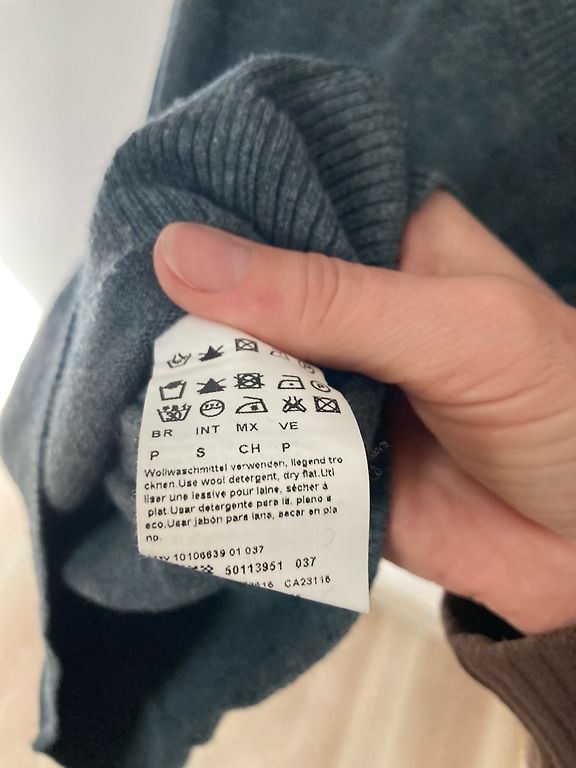 BR INT MX VE
P S CH P
Wollwaschmittel verwenden, liegend tro
cknen.Use wool detergent, dry flat.Uti
liser une lessive pour laine, sécher à
plat.Usar detergente para lã, plano s
eco.Usar jabón para lana, secar en pla
no.
10106639 01 037
50113951 037
CA23116